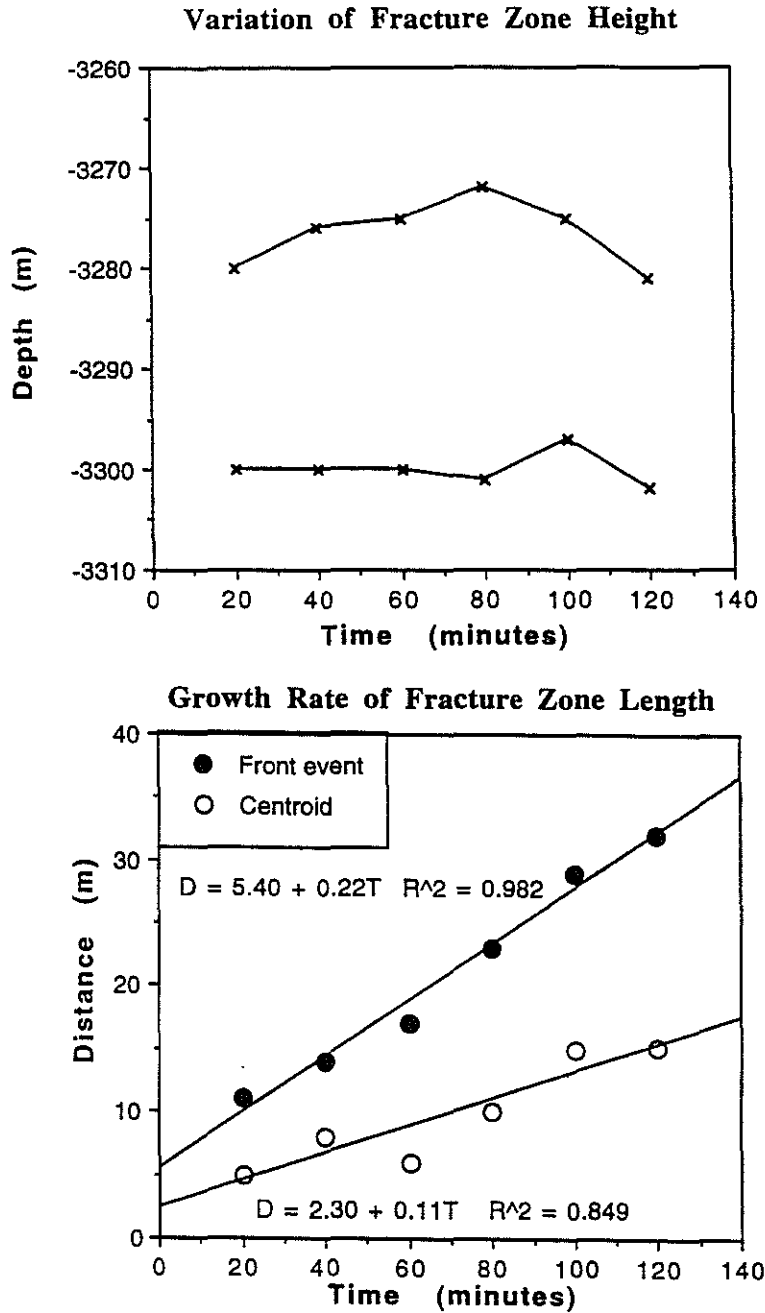 Variation of Fracture Zone Height
-3260
-3270
-3280
-3290
-3300
-3310
Depth (m)
0 20 40 60 80 100 120 140
Time (minutes)
Growth Rate of Fracture Zone Length
40
30
20
10
0
Distance (m)
Front event
Centroid
D = 5.40 + 0.22T R^2 = 0.982
D = 2.30 + 0.11T R^2 = 0.849
0 20 40 60 80 100 120 140
Time (minutes)